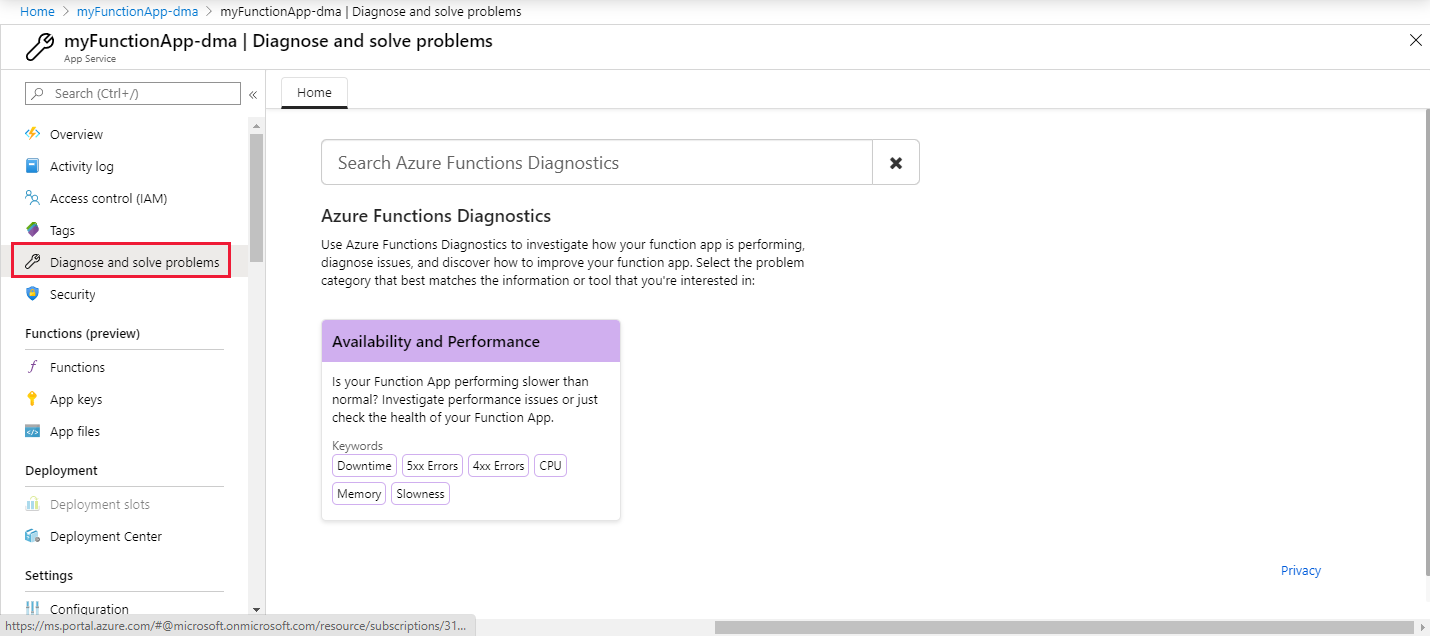 Home > myFunctionApp-dma > myFunctionApp-dma | Diagnose and solve problems
myFunctionApp-dma | Diagnose and solve problems
App Service
Search (Ctrl+/)
«
Overview
Activity log
Access control (IAM)
Tags
Diagnose and solve problems
Security
Functions (preview)
Functions
App keys
App files
Deployment
Deployment slots
Deployment Center
Settings
Configuration
https://ms.portal.azure.com/#@microsoft.onmicrosoft.com/resource/subscriptions/31...
Home
Search Azure Functions Diagnostics
Azure Functions Diagnostics
Use Azure Functions Diagnostics to investigate how your function app is performing,
diagnose issues, and discover how to improve your function app. Select the problem
category that best matches the information or tool that you're interested in:
Availability and Performance
Is your Function App performing slower than
normal? Investigate performance issues or just
check the health of your Function App.
Keywords
Downtime 5xx Errors 4xx Errors CPU
Memory Slowness
Privacy